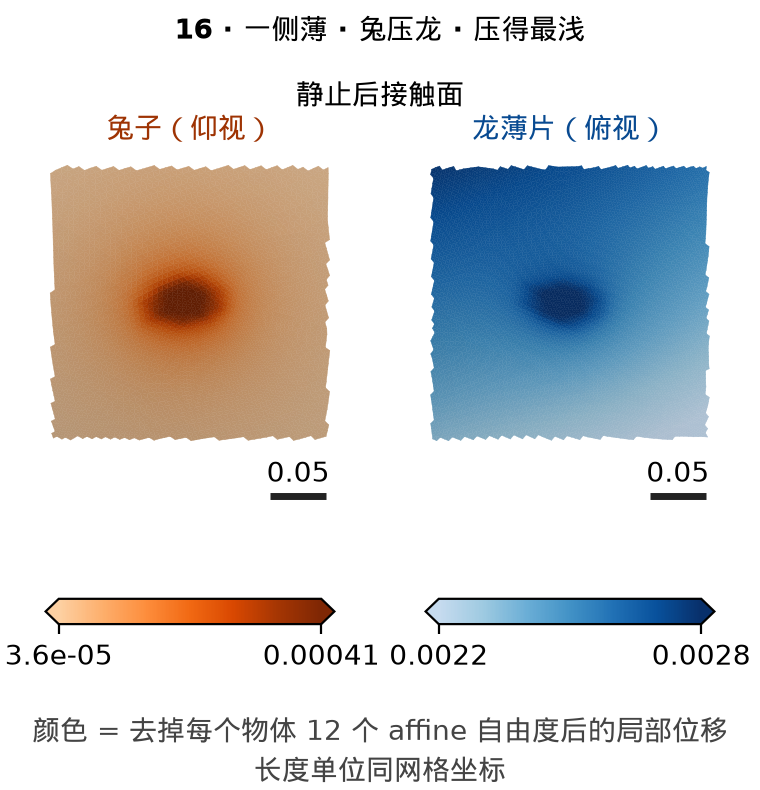 16 · 一侧薄 · 兔压龙 · 压得最浅
静止后接触面
兔子（仰视）
龙薄片（俯视）
0.05
0.05
3.6e-05
0.00041
0.0022
0.0028
颜色 = 去掉每个物体 12 个 affine 自由度后的局部位移
长度单位同网格坐标